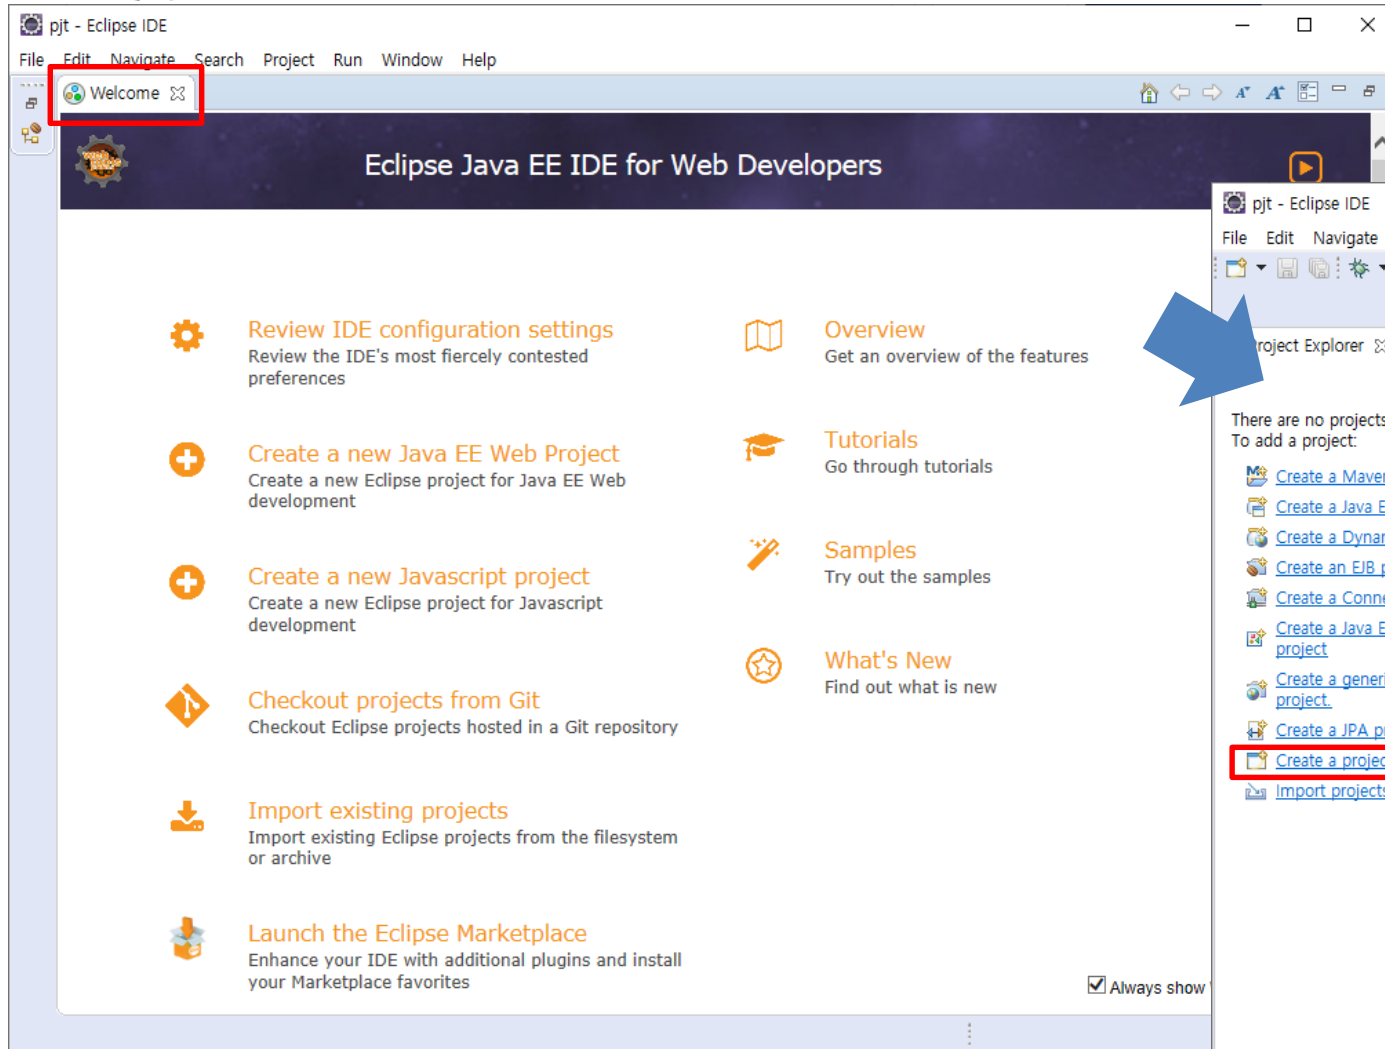 pjt - Eclipse IDE
File Edit Navigate Search Project Run Window Help
Welcome
Eclipse Java EE IDE for Web Developers
Review IDE configuration settings
Review the IDE's most fiercely contested
preferences
Create a new Java EE Web Project
Create a new Eclipse project for Java EE Web
development
Create a new Javascript project
Create a new Eclipse project for Javascript
development
Checkout projects from Git
Checkout Eclipse projects hosted in a Git repository
Import existing projects
Import existing Eclipse projects from the filesystem
or archive
Launch the Eclipse Marketplace
Enhance your IDE with additional plugins and install
your Marketplace favorites
Overview
Get an overview of the features
Tutorials
Go through tutorials
Samples
Try out the samples
What's New
Find out what is new
Always show
pjt - Eclipse IDE
File Edit Navigate
roject Explorer
There are no projects
To add a project:
Create a Maven
Create a Java E
Create a Dynam
Create an EJB p
Create a Conne
Create a Java E
project
Create a generi
project.
Create a JPA pr
Create a projec
Import projects